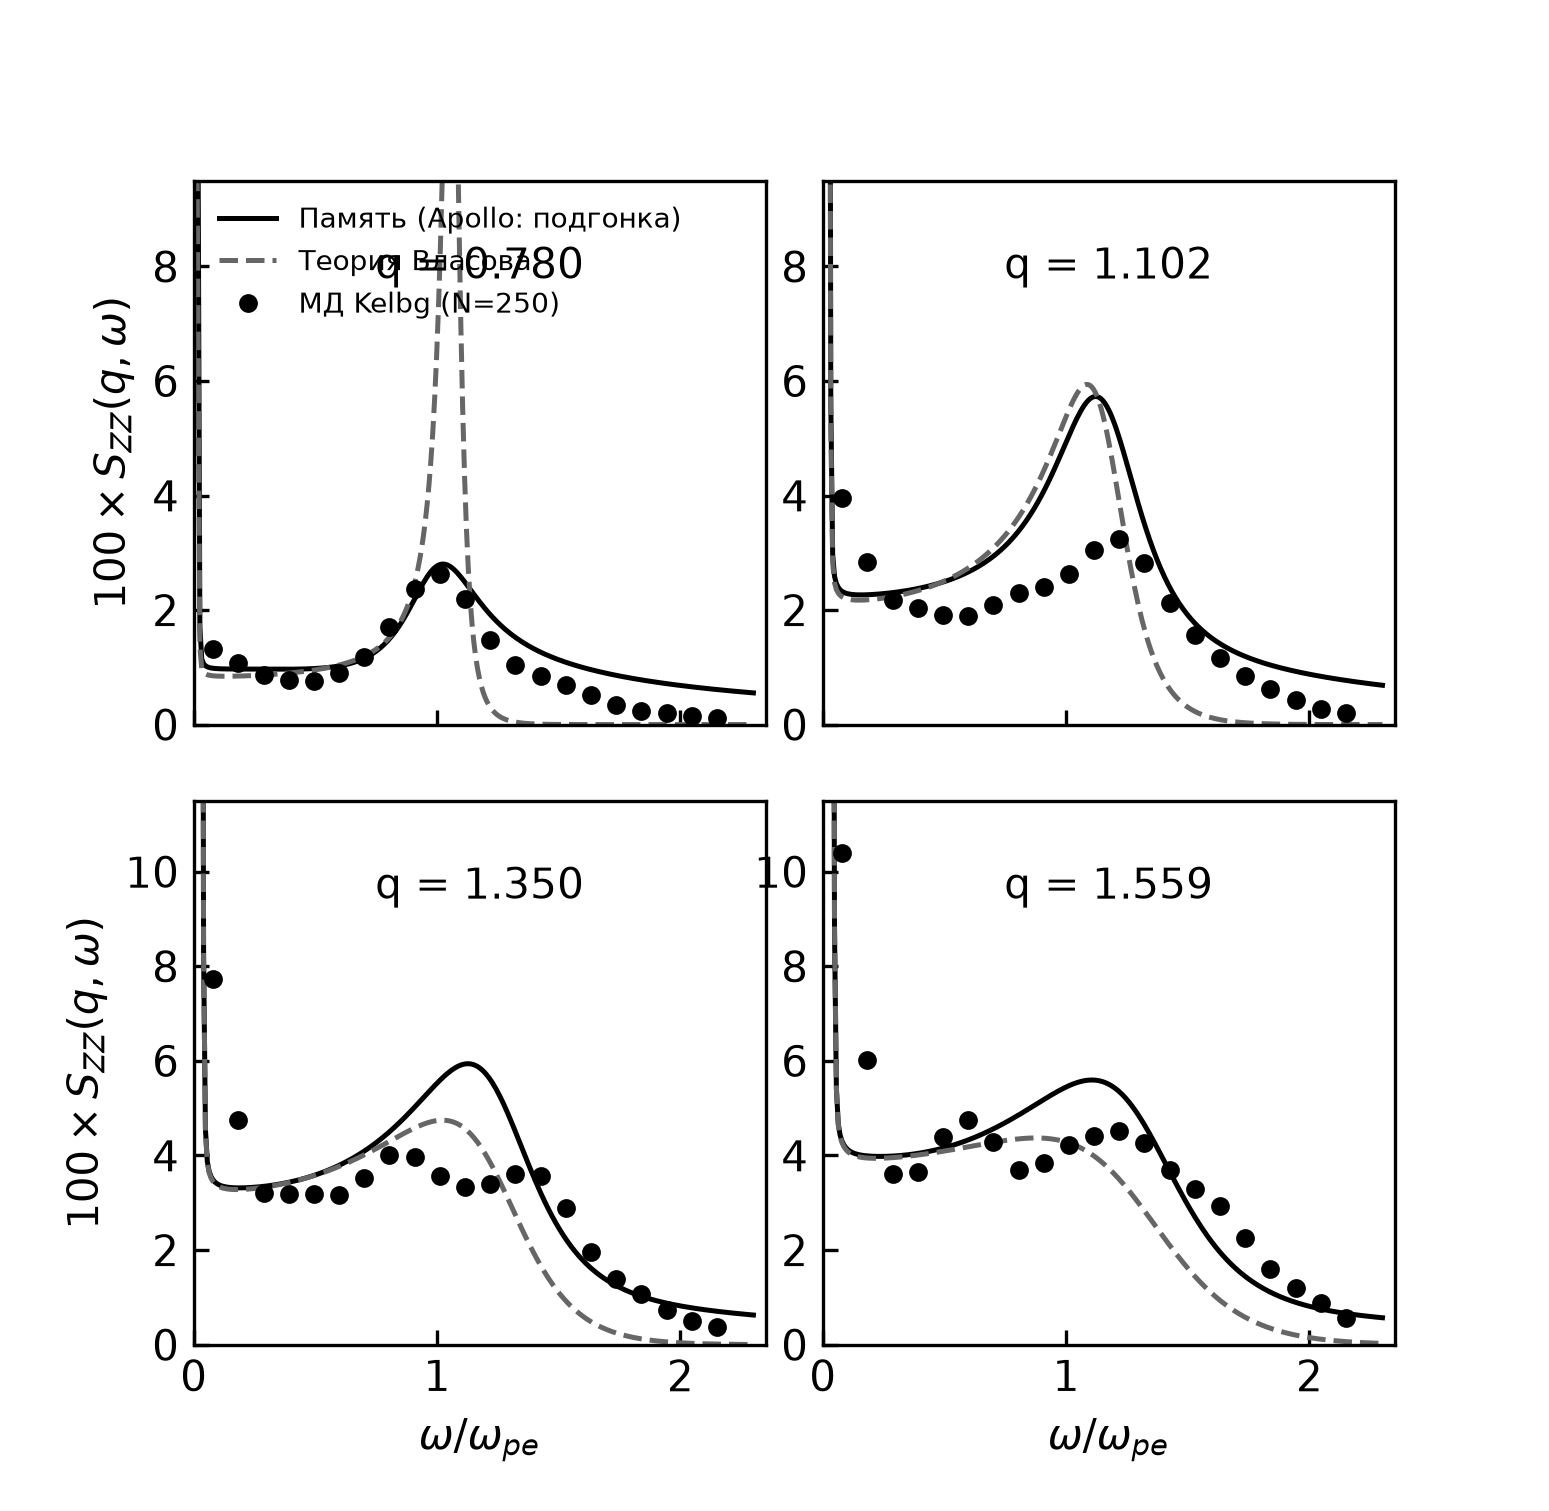 Память (Apollo: подгонка)
Теория Власова
МД Kelbg (N=250)
q = 0.780
100 × S_ZZ(q, ω)
8
6
4
2
0
q = 1.102
8
6
4
2
0
q = 1.350
100 × S_ZZ(q, ω)
10
8
6
4
2
0
0 1 2
ω/ω_pe
q = 1.559
10
8
6
4
2
0
0 1 2
ω/ω_pe